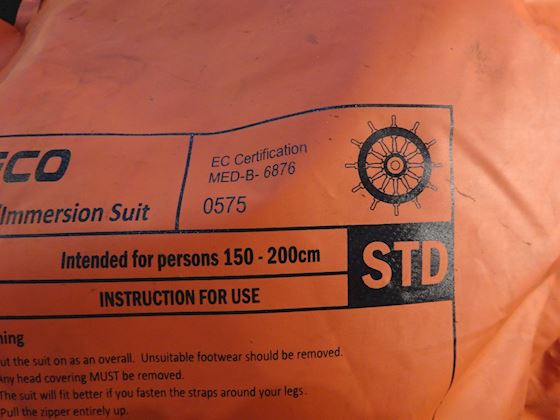 ECO
EC Certification
MED-B- 6876
0575
/Immersion Suit
Intended for persons 150 - 200cm
STD
INSTRUCTION FOR USE
ning
ut the suit on as an overall. Unsuitable footwear should be removed.
Any head covering MUST be removed.
The suit will fit better if you fasten the straps around your legs.
Pull the zipper entirely up.